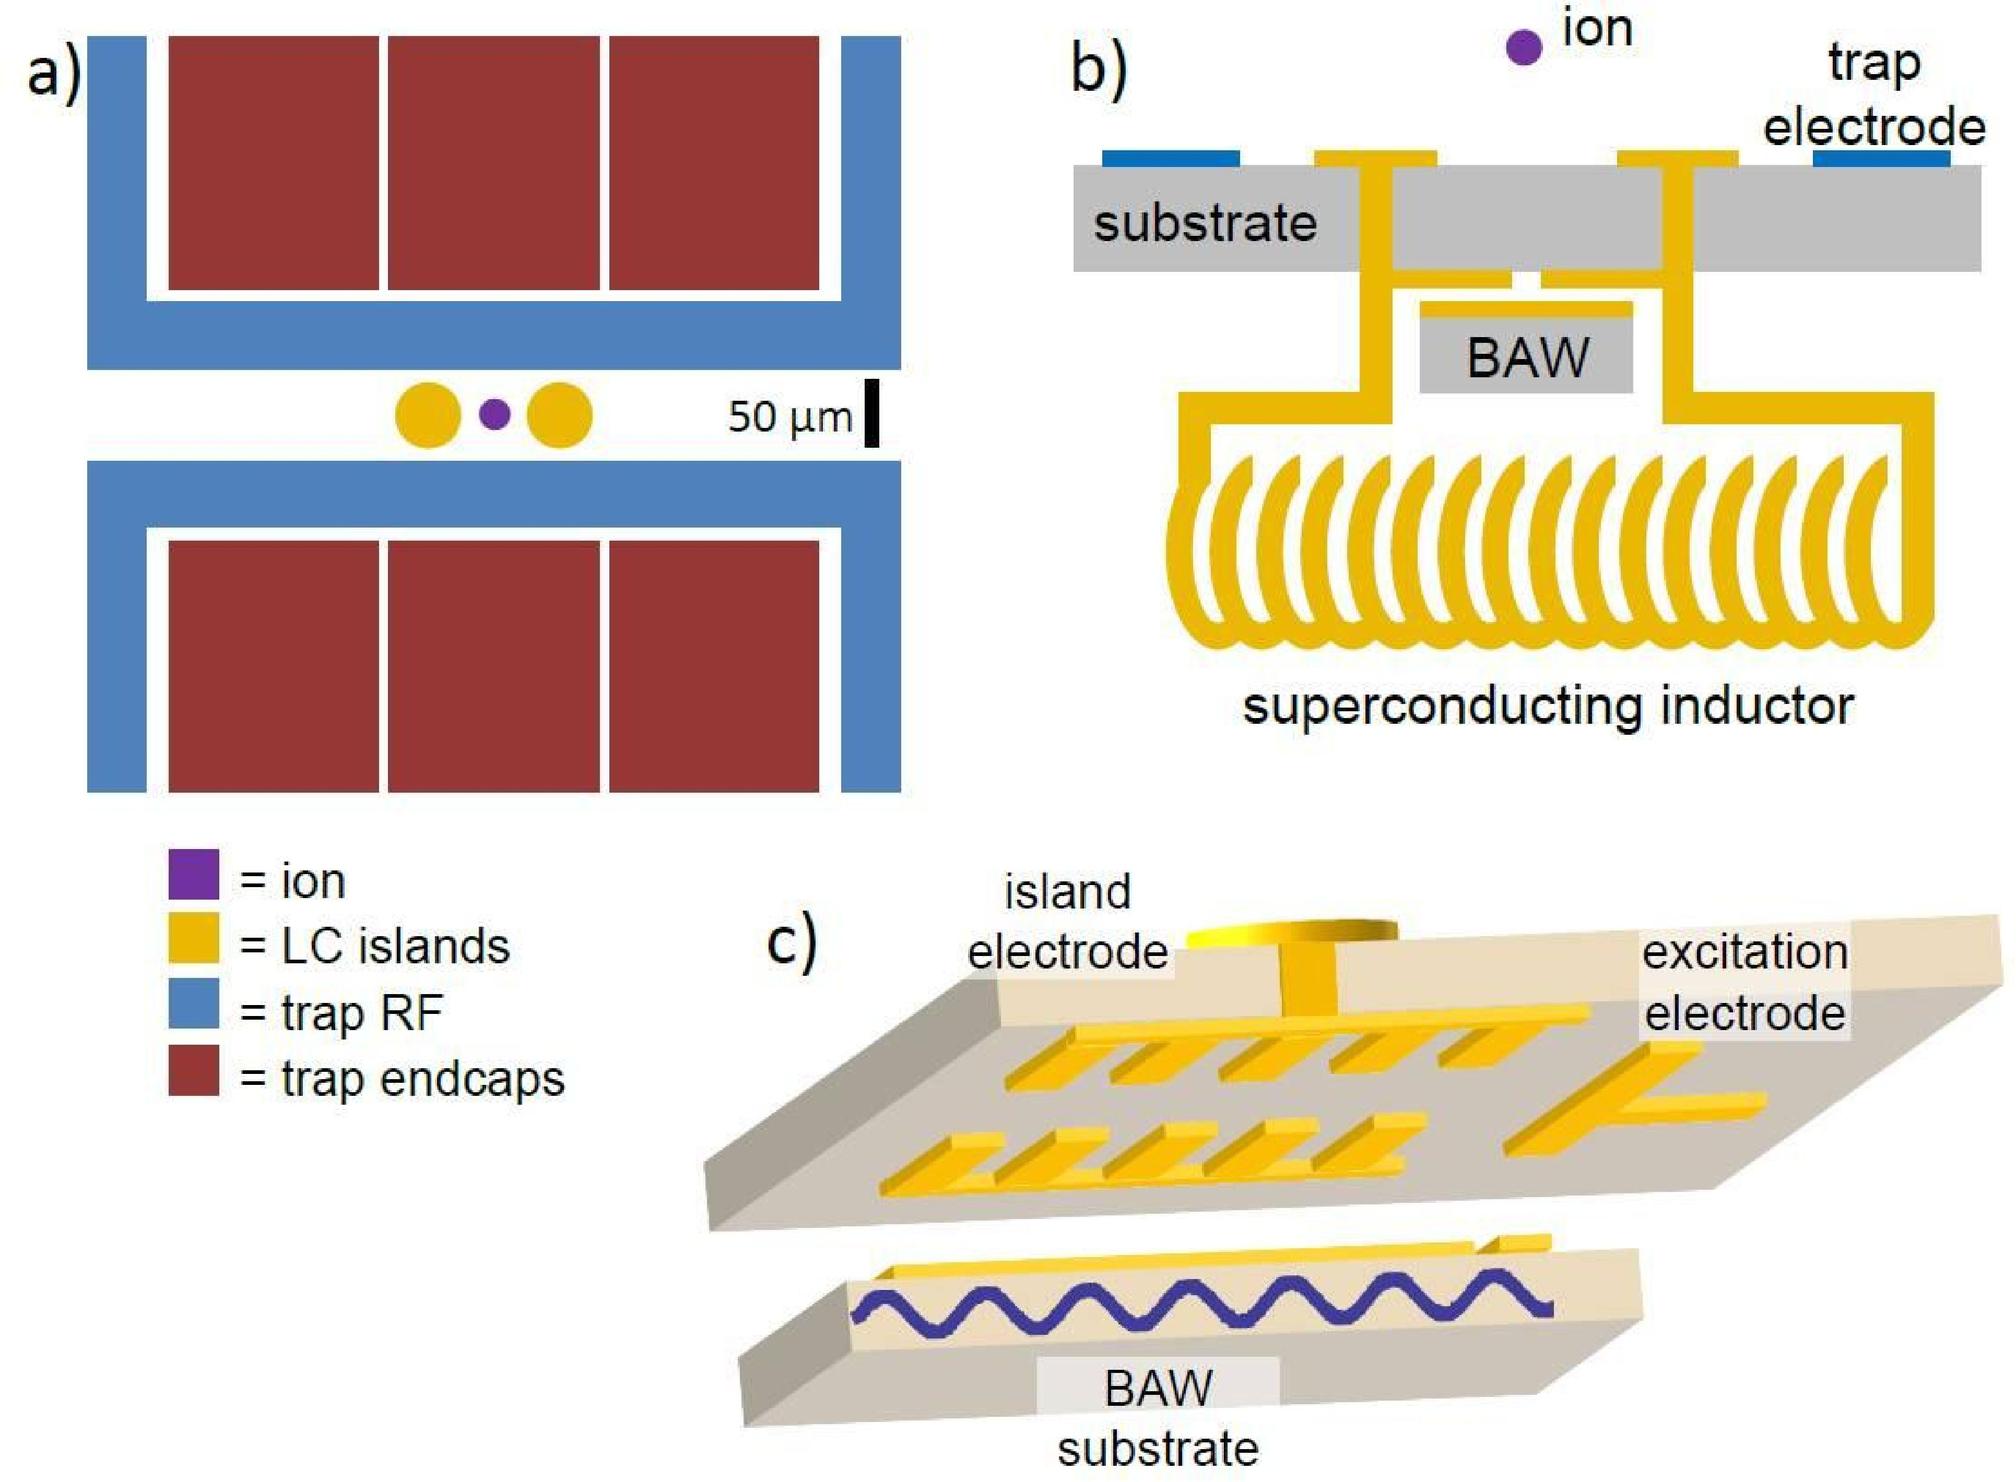 a)
50 μm
= ion
= LC islands
= trap RF
= trap endcaps
b)
ion
trap
electrode
substrate
BAW
superconducting inductor
c)
island
electrode
excitation
electrode
BAW
substrate